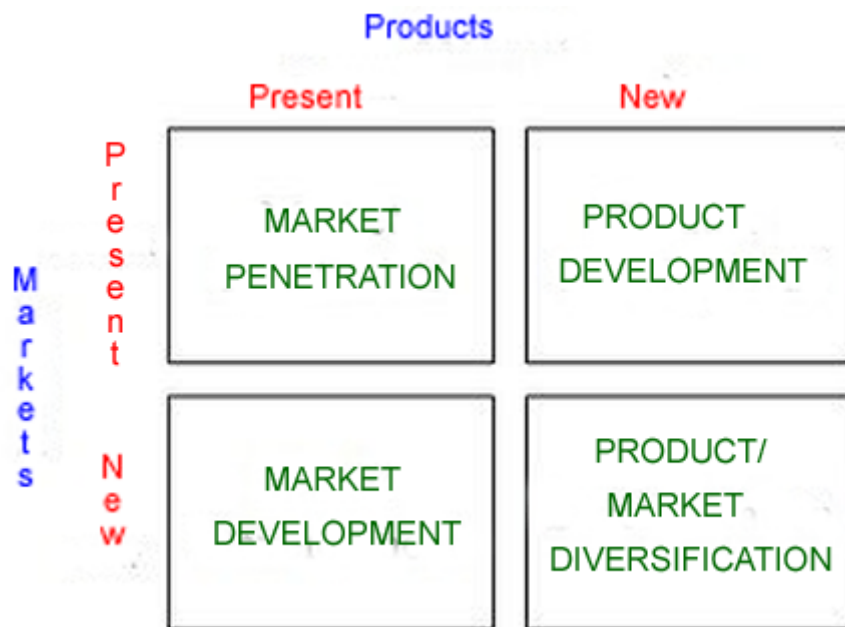 Products
Present
New
Present
Markets
MARKET
PENETRATION
PRODUCT
DEVELOPMENT
New
MARKET
DEVELOPMENT
PRODUCT/
MARKET
DIVERSIFICATION